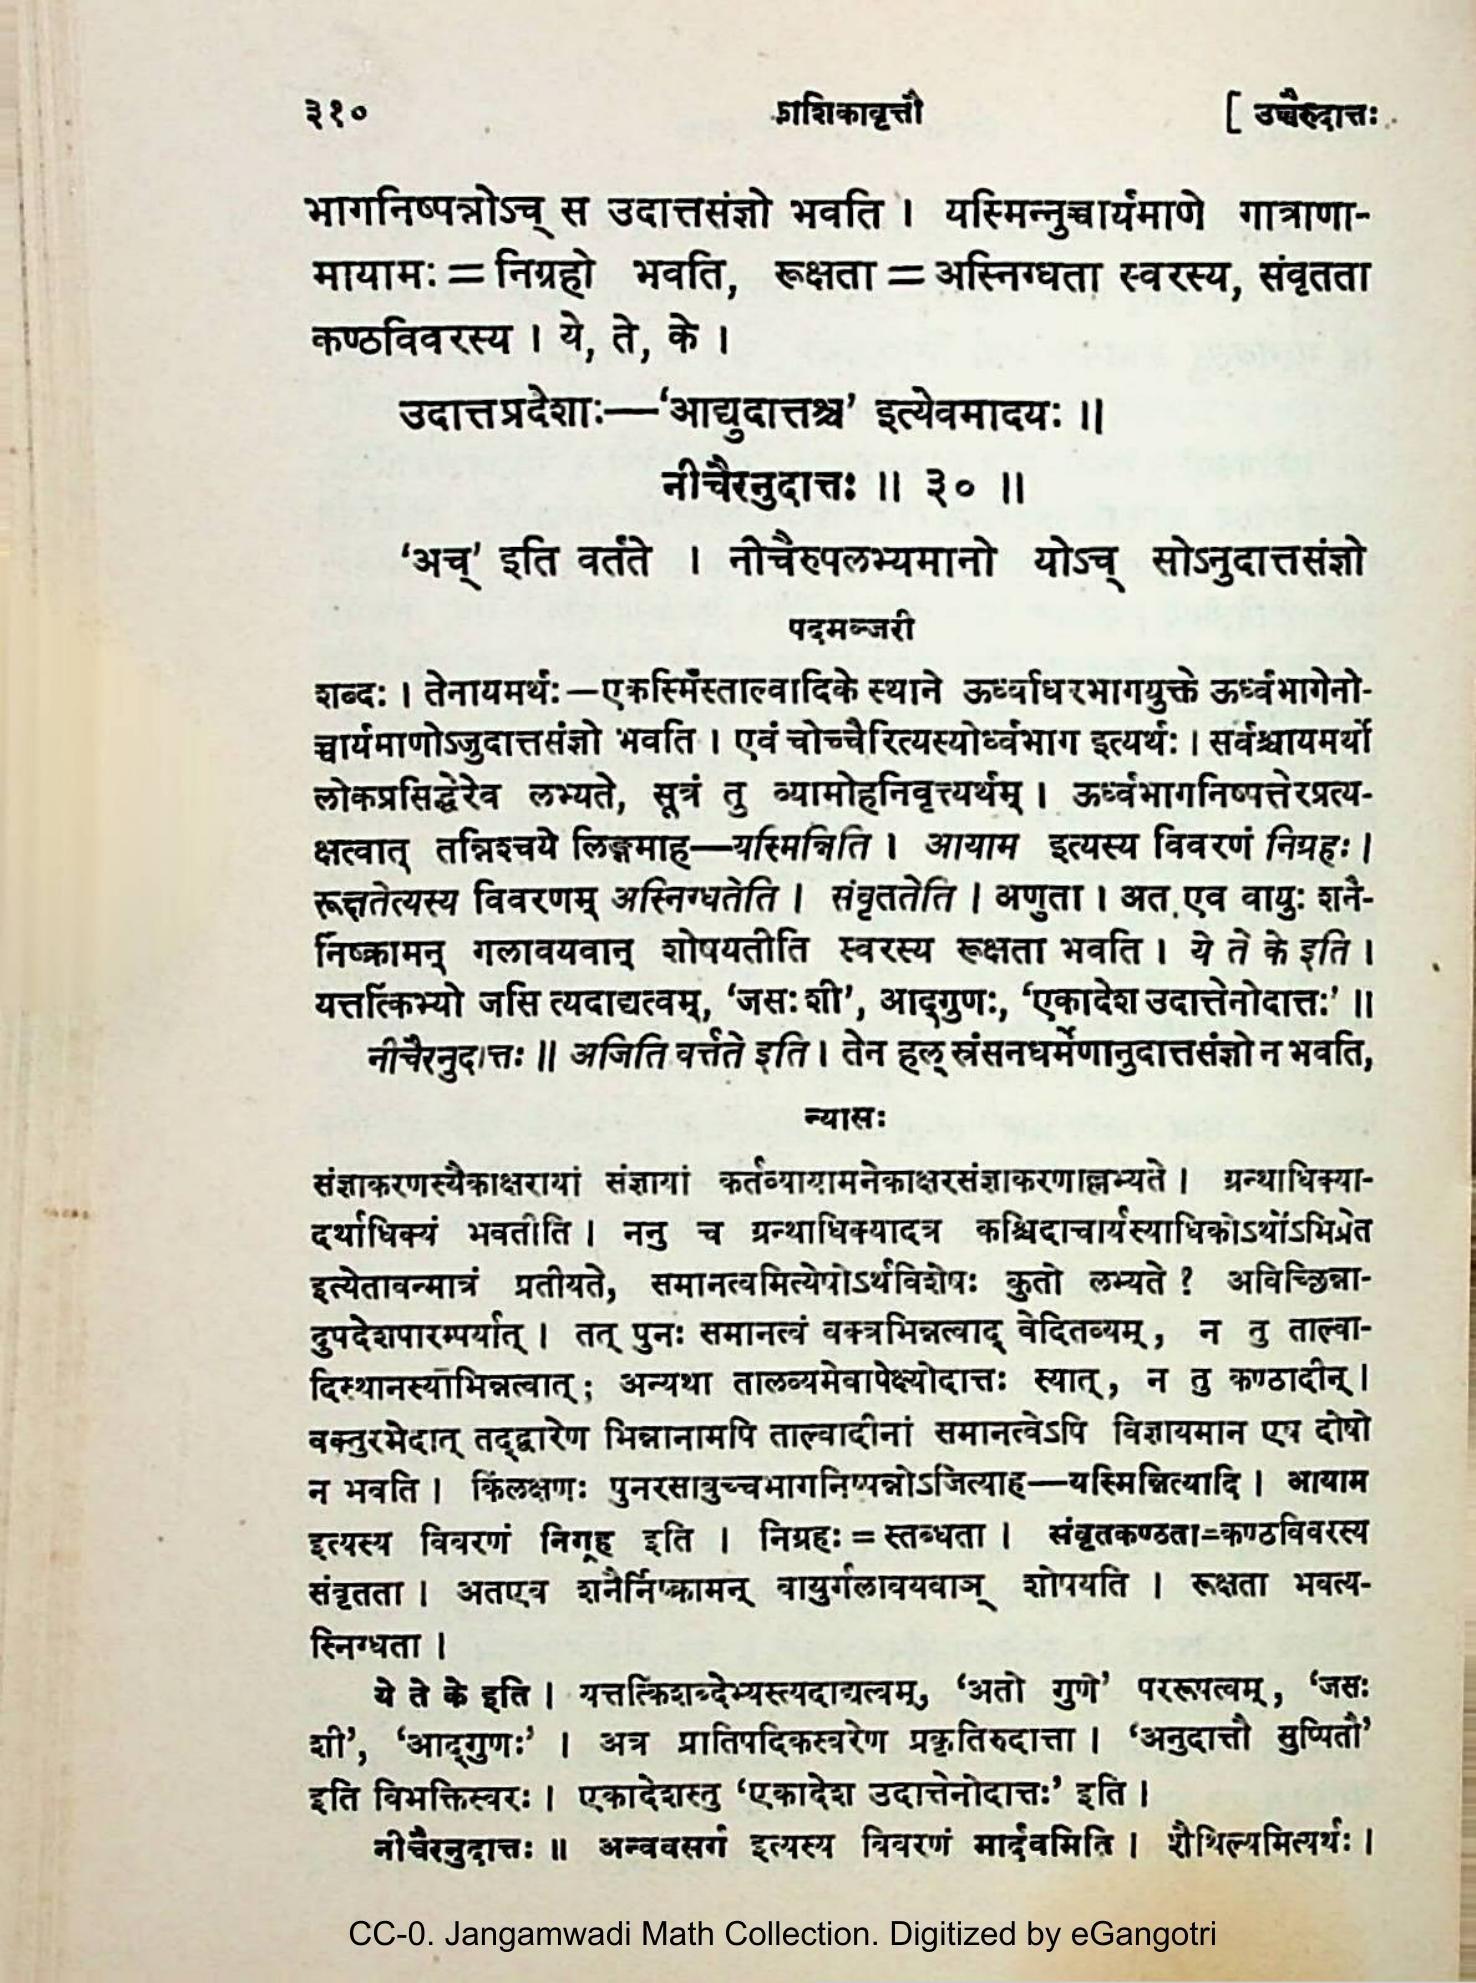 ३१० काशिकावृत्तौ [ उच्चैरुदात्तः
भागनिष्पन्नोऽच् स उदात्तसंज्ञो भवति । यस्मिन्नुच्चार्यमाणे गात्राणा-
मायामः = निग्रहो भवति, रूक्षता = अस्निग्धता स्वरस्य, संवृतता
कण्ठविवरस्य । ये, ते, के ।
उदात्तप्रदेशाः—‘आद्युदात्तश्च’ इत्येवमादयः ॥
नीचैरनुदात्तः ॥ ३० ॥
‘अच्’ इति वर्तते । नीचैरुपलभ्यमानो योऽच् सोऽनुदात्तसंज्ञो
पदमञ्जरी
शब्दः । तेनायमर्थः—एकस्मिंस्ताल्वादिके स्थाने ऊर्ध्वाधरभागयुक्ते ऊर्ध्वभागेनो-
च्चार्यमाणोऽजुदात्तसंज्ञो भवति । एवं चोच्चैरित्यस्योर्ध्वभाग इत्यर्थः । सर्वश्चायमर्थो
लोकप्रसिद्धेरेव लभ्यते, सूत्रं तु व्यामोहनिवृत्त्यर्थम् । ऊर्ध्वभागनिष्पत्तेरप्रत्य-
क्षत्वात् तन्निश्चये लिङ्गमाह—यस्मिन्निति । आयाम इत्यस्य विवरणं निग्रहः ।
रूक्षतेत्यस्य विवरणम् अस्निग्धतेति । संवृततेति । अणुता । अत एव वायुः शनै-
र्निष्क्रामन् गलावयवान् शोषयतीति स्वरस्य रूक्षता भवति । ये ते के इति ।
यत्तत्किंभ्यो जसि त्यदाद्यत्वम्, ‘जसः शी’, आद्गुणः, ‘एकादेश उदात्तेनोदात्तः’ ॥
नीचैरनुदात्तः ॥ अजिति वर्त्तते इति । तेन हल् स्रंसनधर्मेणानुदात्तसंज्ञो न भवति,
न्यासः
संज्ञाकरणस्यैकाक्षरायां संज्ञायां कर्तव्यायामनेकाक्षरसंज्ञाकरणाल्लभ्यते । ग्रन्थाधिक्या-
दर्थाधिक्यं भवतीति । ननु च ग्रन्थाधिक्यादत्र कश्चिदाचार्यस्याधिकोऽर्थोऽभिप्रेत
इत्येतावन्मात्रं प्रतीयते, समानत्वमित्येषोऽर्थविशेषः कुतो लभ्यते ? अविच्छिन्ना-
दुपदेशपारम्पर्यात् । तत् पुनः समानत्वं वक्त्रभिन्नत्वाद् वेदितव्यम्, न तु ताल्वा-
दिस्थानस्याभिन्नत्वात्; अन्यथा तालव्यमेवापेक्ष्योदात्तः स्यात्, न तु कण्ठादीन् ।
वक्तुरभेदात् तद्द्वारेण भिन्नानामपि ताल्वादीनां समानत्वेऽपि विज्ञायमान एष दोषो
न भवति । किंलक्षणः पुनरसावुच्चभागनिष्पन्नोऽजित्याह—यस्मिन्नित्यादि । आयाम
इत्यस्य विवरणं निग्रह इति । निग्रहः = स्तब्धता । संवृतकण्ठता=कण्ठविवरस्य
संवृतता । अतएव शनैर्निष्क्रामन् वायुर्गलावयवाञ् शोषयति । रूक्षता भवत्य-
स्निग्धता ।
ये ते के इति । यत्तत्किंशब्देभ्यस्त्यदाद्यत्वम्, ‘अतो गुणे’ पररूपत्वम्, ‘जसः
शी’, ‘आद्गुणः’ । अत्र प्रातिपदिकस्वरेण प्रकृतिरुदात्ता । ‘अनुदात्तौ सुप्पितौ’
इति विभक्तिस्वरः । एकादेशस्तु ‘एकादेश उदात्तेनोदात्तः’ इति ।
नीचैरनुदात्तः ॥ अन्ववसर्ग इत्यस्य विवरणं मार्दवमिति । शैथिल्यमित्यर्थः ।
CC-0. Jangamwadi Math Collection. Digitized by eGangotri